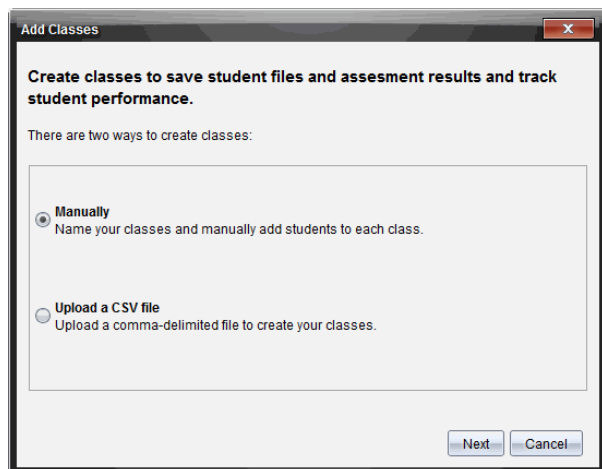 Add Classes
Create classes to save student files and assesment results and track
student performance.
There are two ways to create classes:
Manually
Name your classes and manually add students to each class.
Upload a CSV file
Upload a comma-delimited file to create your classes.
Next Cancel